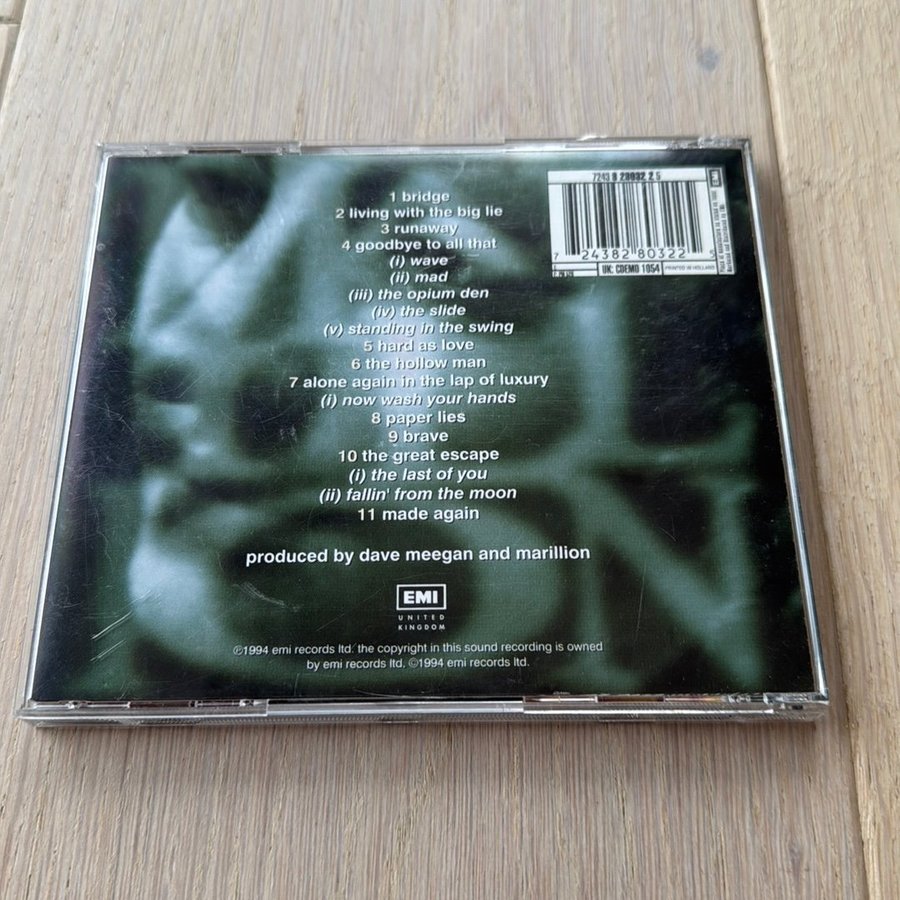 1 bridge
2 living with the big lie
3 runaway
4 goodbye to all that
(i) wave
(ii) mad
(iii) the opium den
(iv) the slide
(v) standing in the swing
5 hard as love
6 the hollow man
7 alone again in the lap of luxury
(i) now wash your hands
8 paper lies
9 brave
10 the great escape
(i) the last of you
(ii) fallin' from the moon
11 made again
produced by dave meegan and marillion
EMI
UNITED
KINGDOM
℗1994 emi records ltd. the copyright in this sound recording is owned
by emi records ltd. ©1994 emi records ltd.
7243 8 28032 2 5
7 24382 80322 5
UK: CDEMD 1054
PRINTED IN HOLLAND
EMI